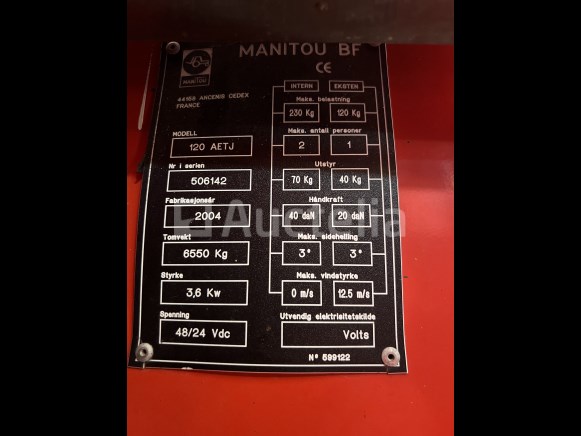 MANITOU BF
MANITOU
CE
44158 ANCENIS CEDEX
FRANCE
INTERN EKSTERN
Maks. belastning
230 Kg 120 Kg
MODELL
120 AETJ
Maks. antall personer
2 1
Nr i serien
506142
Utstyr
70 Kg 40 Kg
Fabrikasjonsår
2004
Håndkraft
40 daN 20 daN
Auctelia
Tomvekt
6550 Kg
Maks. sidehelling
3° 3°
Styrke
3,6 Kw
Maks. vindstyrke
0 m/s 12.5 m/s
Spenning
48/24 Vdc
Utvendig elektrisitetskilde
Volts
N° 599122